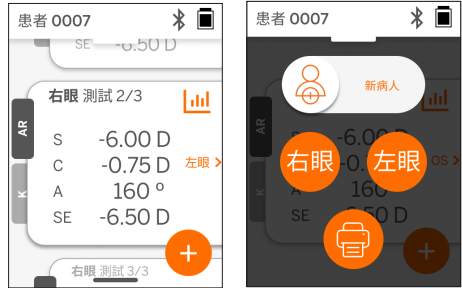 患者 0007
SE -6.50 D
右眼 測試 2/3
AR
S -6.00 D
C -0.75 D
左眼 >
K
A 160 º
SE -6.50 D
+
右眼 測試 3/3
患者 0007
新病人
AR
S -6.00 D
右眼
左眼
OS >
K
A 160
SE -6.50 D
+